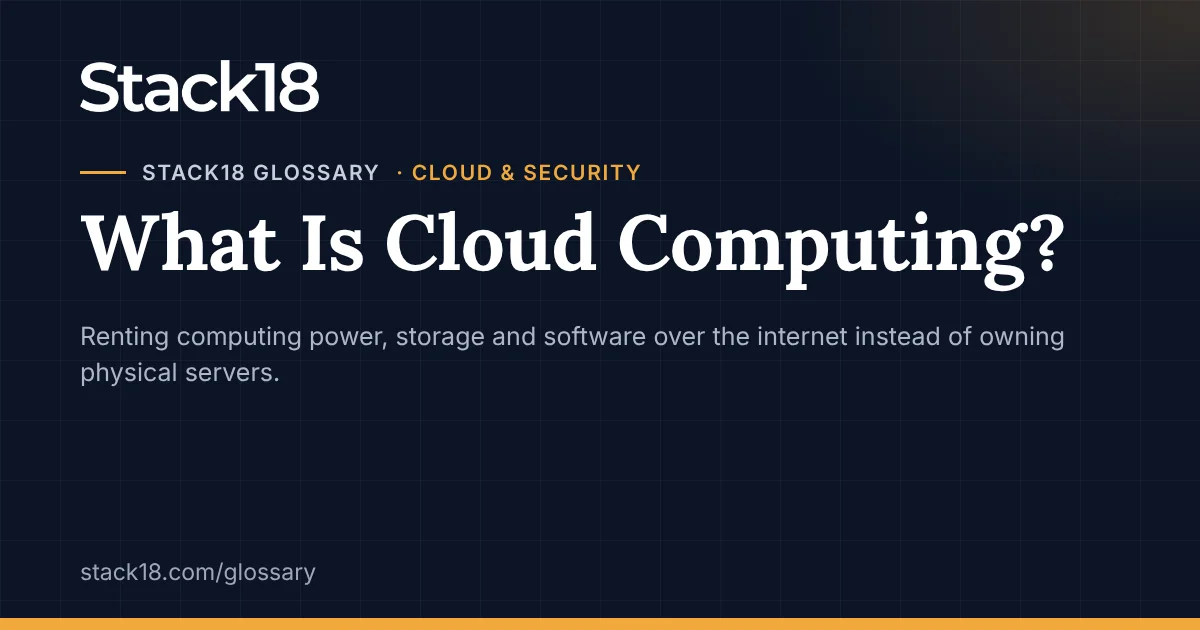 Stack18
STACK18 GLOSSARY · CLOUD & SECURITY
What Is Cloud Computing?
Renting computing power, storage and software over the internet instead of owning
physical servers.
stack18.com/glossary